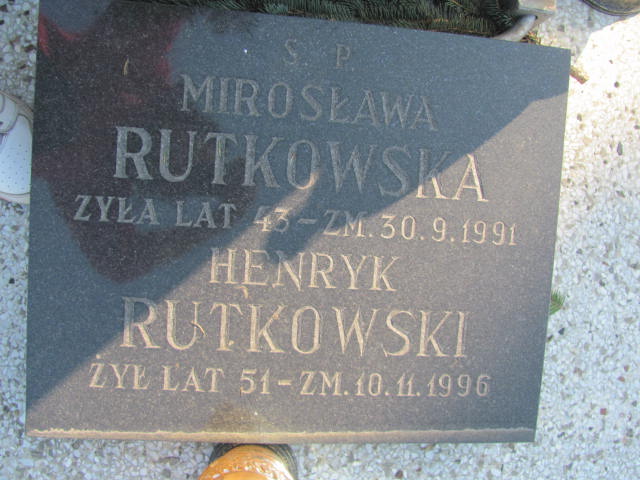 Ś P
MIROSŁAWA
RUTKOWSKA
ŻYŁA LAT 43 – ZM. 30.9.1991
HENRYK
RUTKOWSKI
ŻYŁ LAT 51 – ZM. 10.11.1996